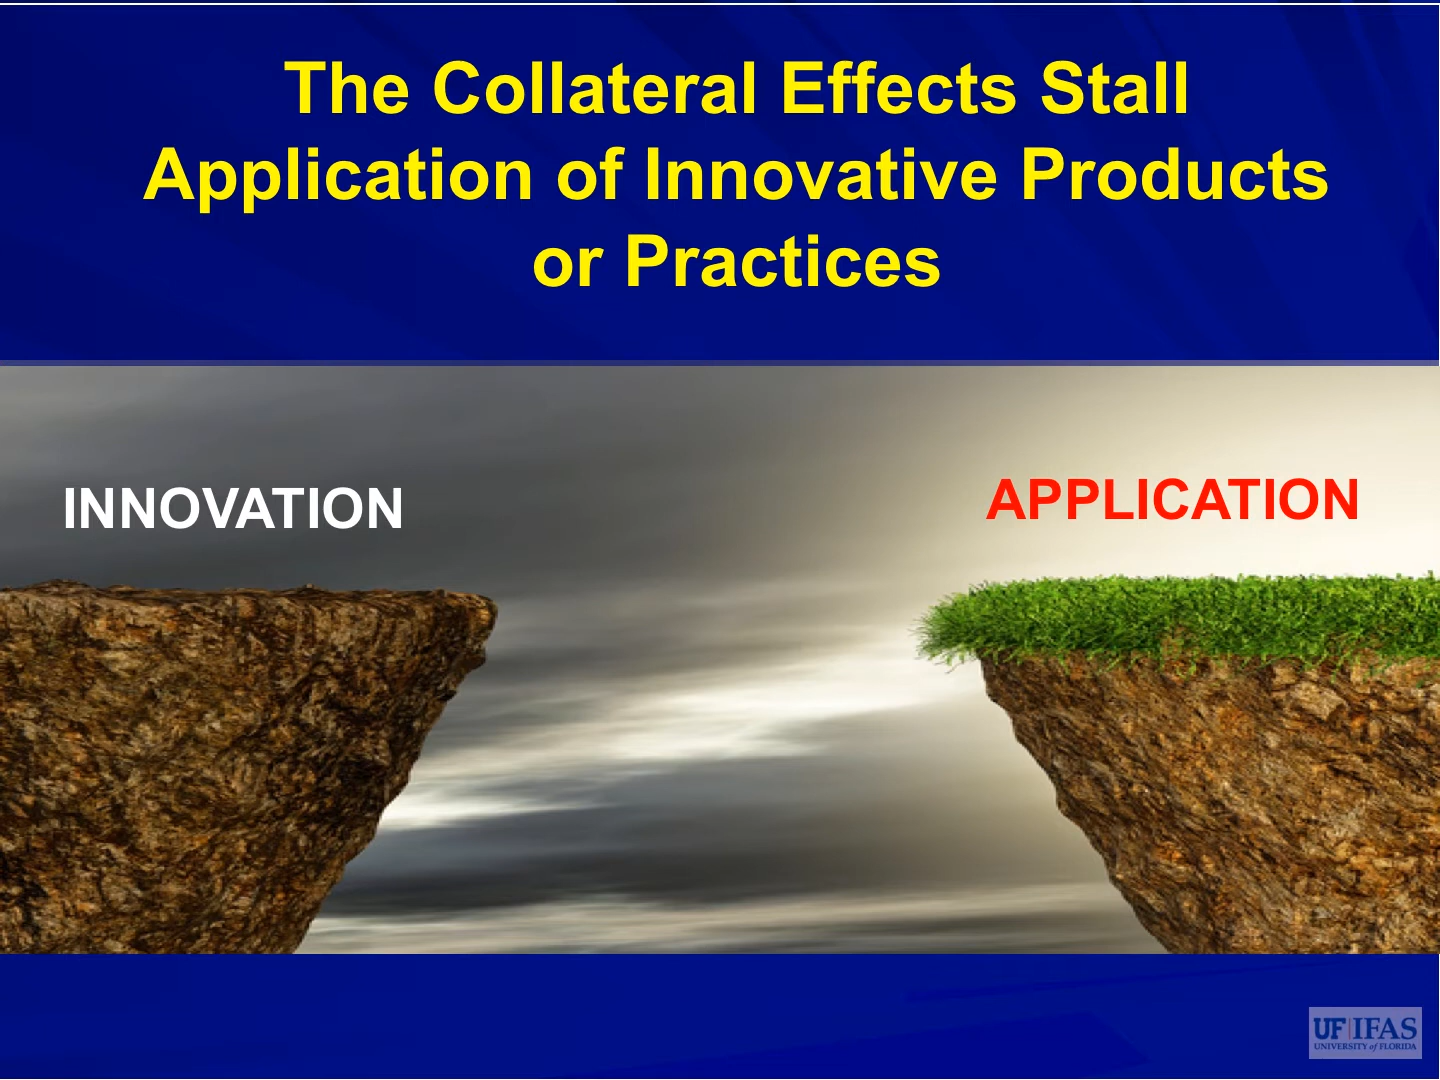 The Collateral Effects Stall
Application of Innovative Products
or Practices
INNOVATION
APPLICATION
UF|IFAS
UNIVERSITY of FLORIDA